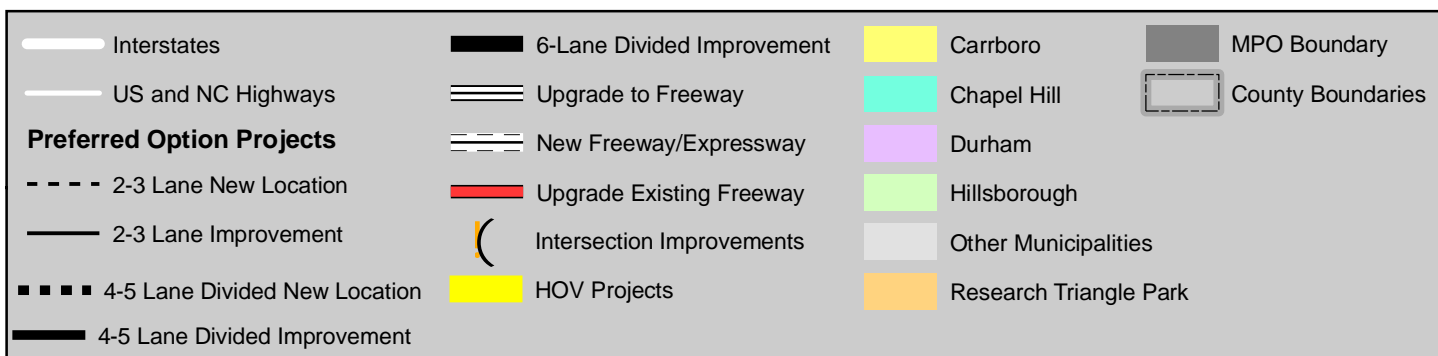 Interstates
US and NC Highways
Preferred Option Projects
2-3 Lane New Location
2-3 Lane Improvement
4-5 Lane Divided New Location
4-5 Lane Divided Improvement
6-Lane Divided Improvement
Upgrade to Freeway
New Freeway/Expressway
Upgrade Existing Freeway
Intersection Improvements
HOV Projects
Carrboro
Chapel Hill
Durham
Hillsborough
Other Municipalities
Research Triangle Park
MPO Boundary
County Boundaries